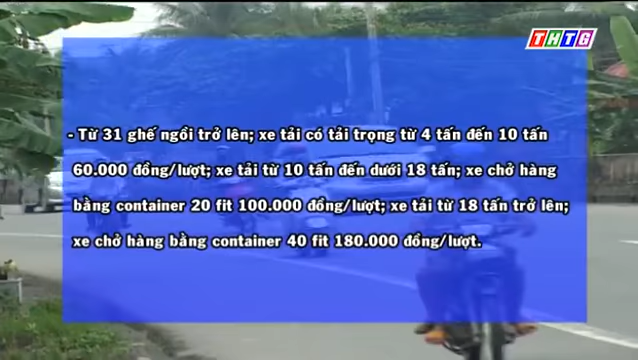 THTG
- Từ 31 ghế ngồi trở lên; xe tải có tải trọng từ 4 tấn đến 10 tấn
60.000 đồng/lượt; xe tải từ 10 tấn đến dưới 18 tấn; xe chở hàng
bằng container 20 fit 100.000 đồng/lượt; xe tải từ 18 tấn trở lên;
xe chở hàng bằng container 40 fit 180.000 đồng/lượt.